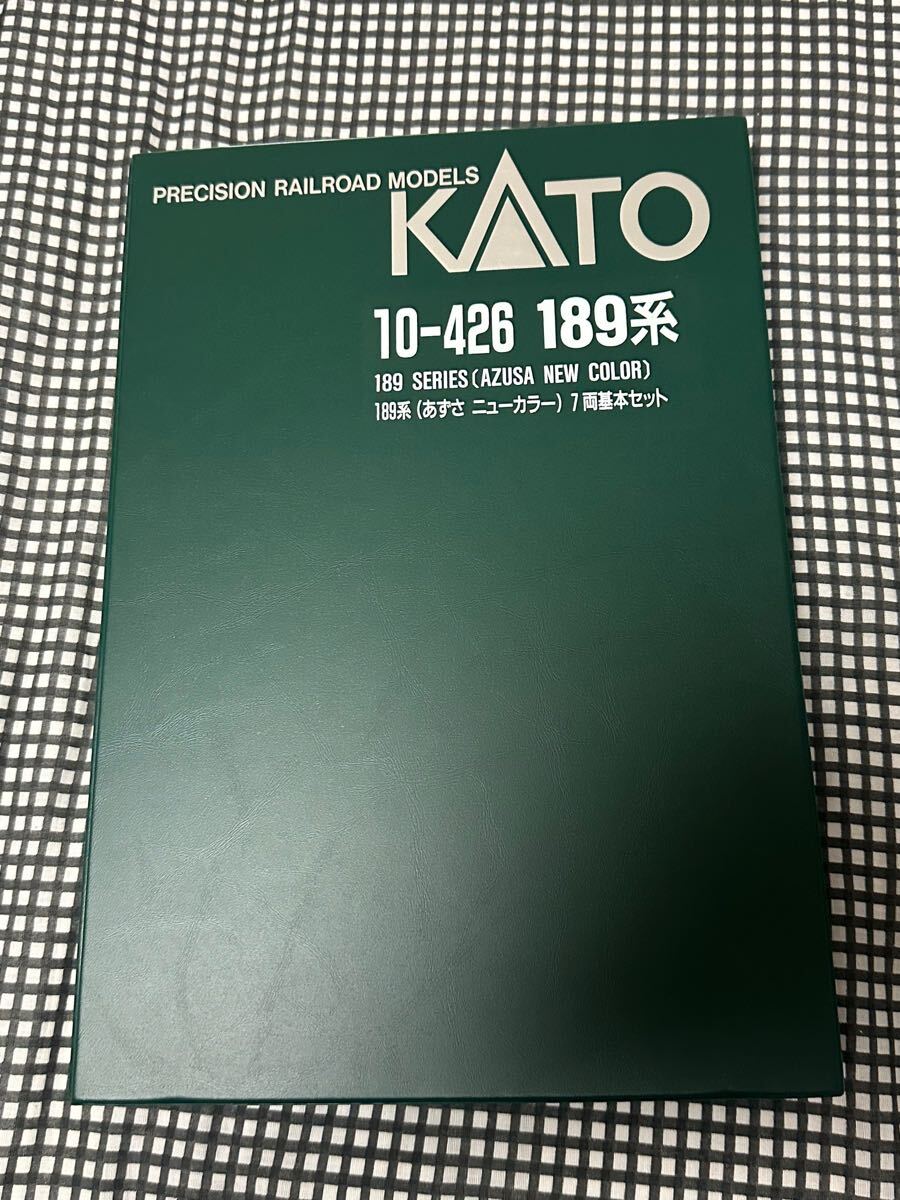 PRECISION RAILROAD MODELS
KATO
10-426 189系
189 SERIES (AZUSA NEW COLOR)
189系 (あずさ ニューカラー) 7両基本セット